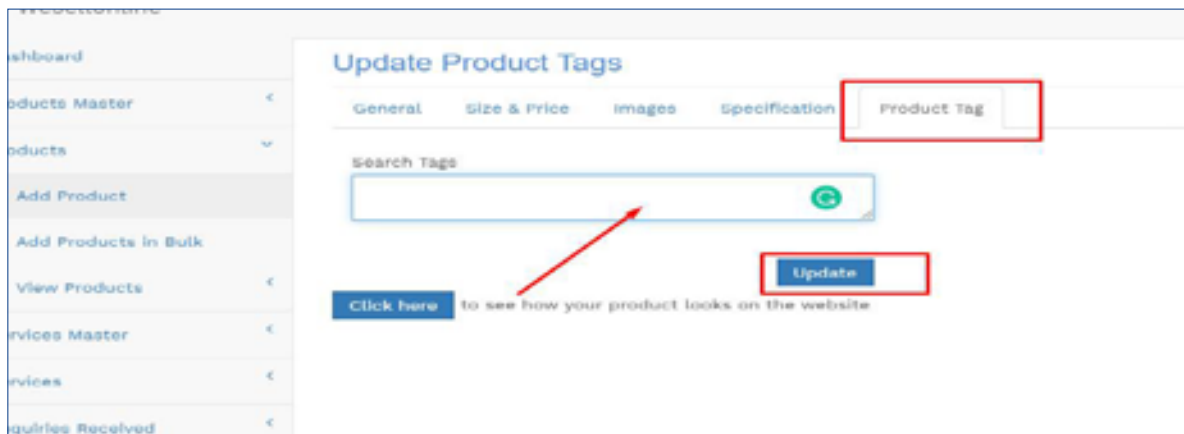 ashboard
Update Product Tags
oducts Master
General Size & Price Images Specification Product Tag
oducts
Search Tags
Add Product
Add Products in Bulk
Update
View Products
Click here to see how your product looks on the website
rvices Master
rvices
quiries Received